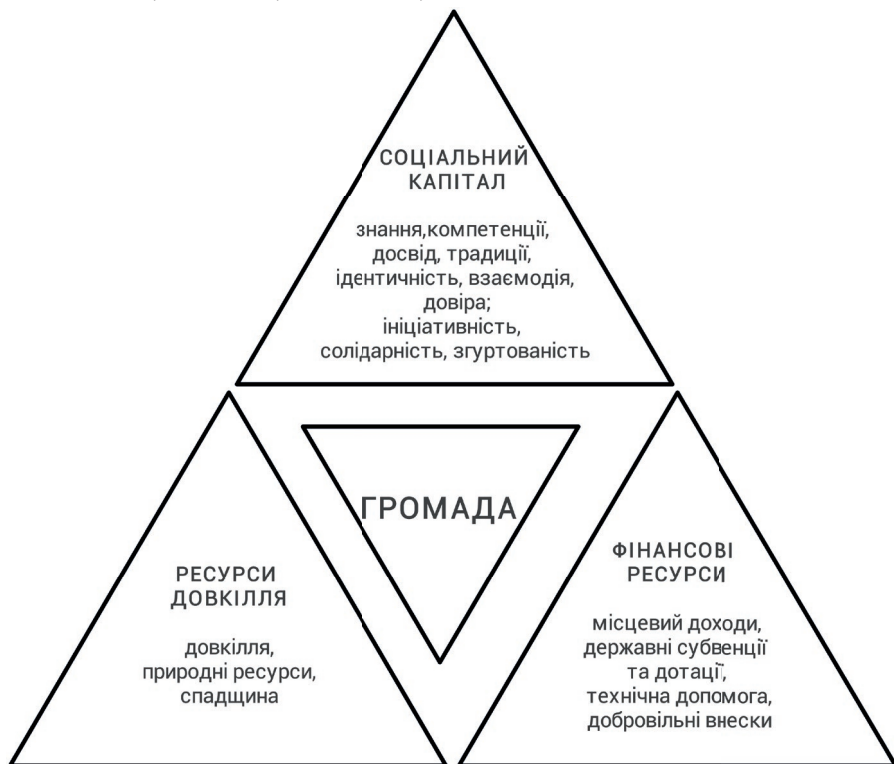 СОЦІАЛЬНИЙ
КАПІТАЛ
знання,компетенції,
досвід, традиції,
ідентичність, взаємодія,
довіра;
ініціативність,
солідарність, згуртованість
ГРОМАДА
РЕСУРСИ
ДОВКІЛЛЯ
довкілля,
природні ресурси,
спадщина
ФІНАНСОВІ
РЕСУРСИ
місцевий доходи,
державні субвенції
та дотації,
технічна допомога,
добровільні внески